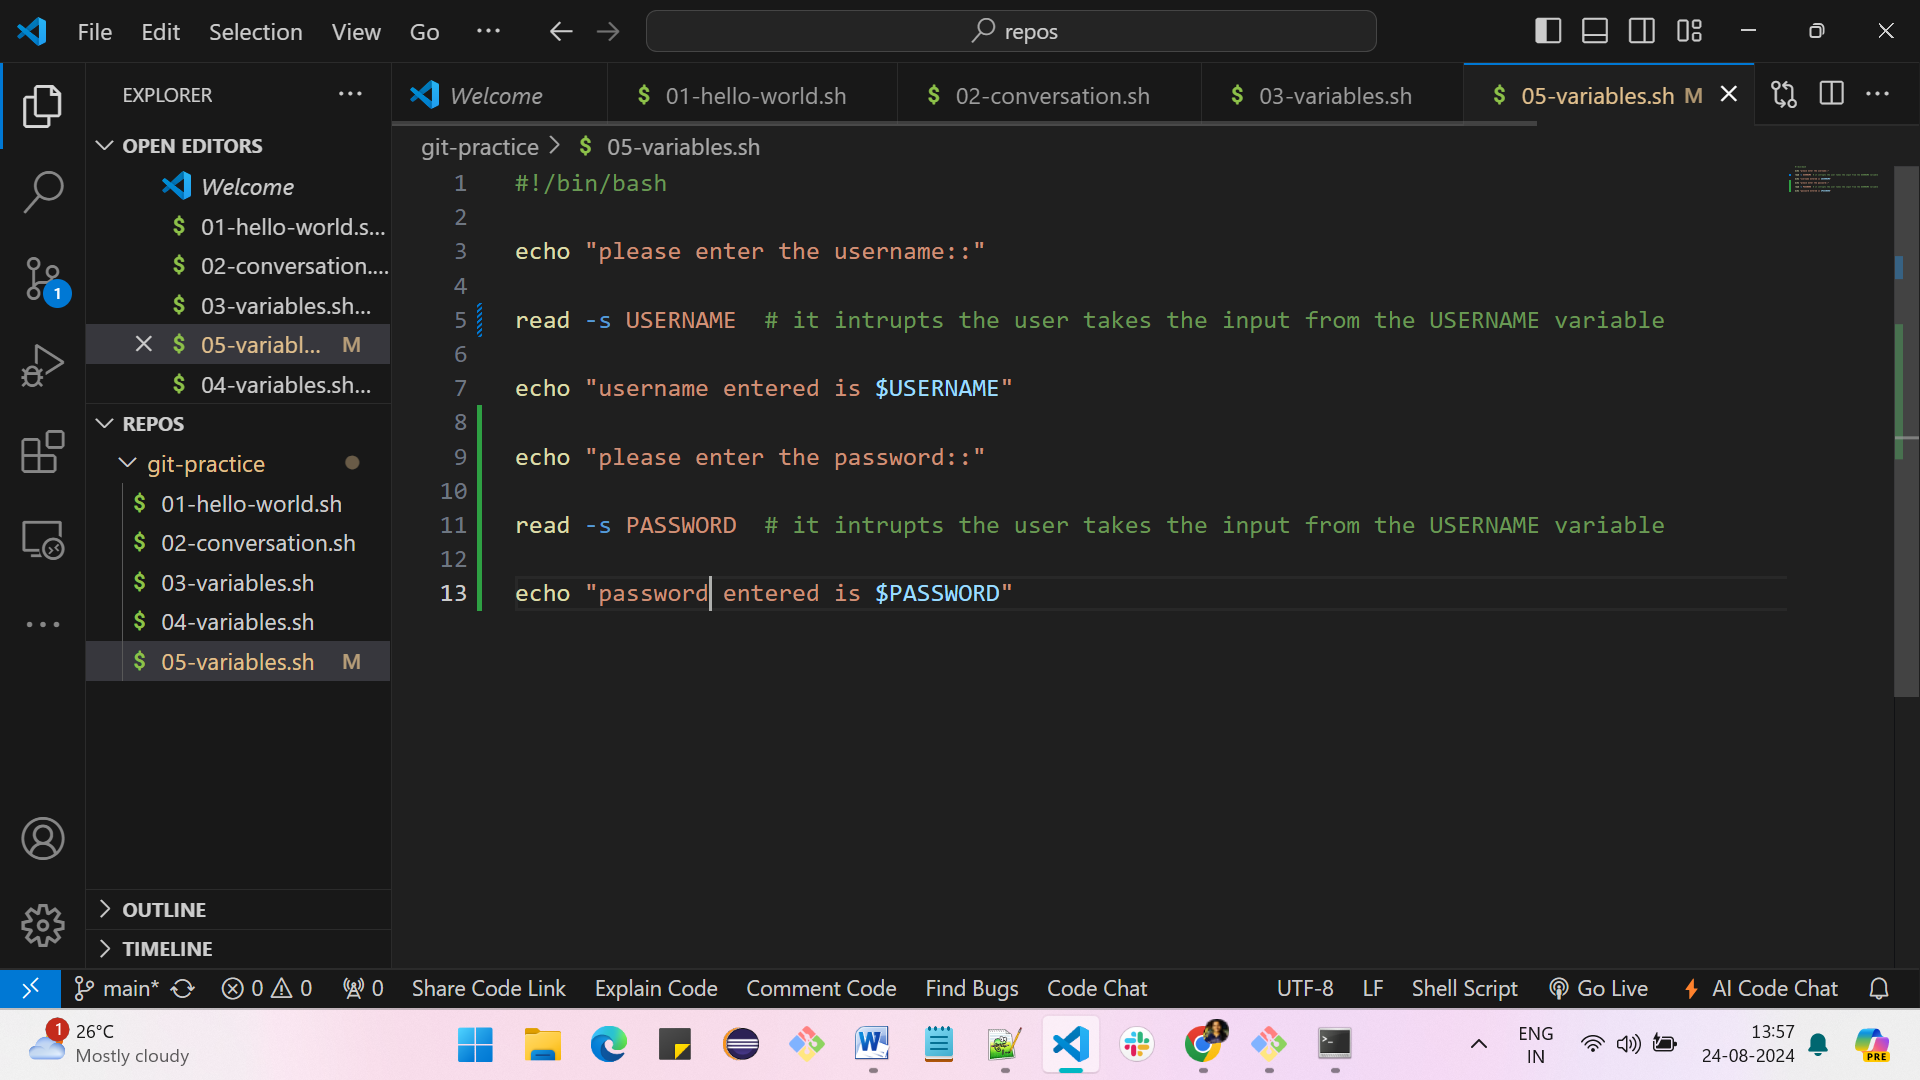 File Edit Selection View Go ··· repos
EXPLORER ···
Welcome
$ 01-hello-world.sh
$ 02-conversation.sh
$ 03-variables.sh
$ 05-variables.sh M
···
OPEN EDITORS
Welcome
$ 01-hello-world.s...
$ 02-conversation....
$ 03-variables.sh...
$ 05-variabl... M
$ 04-variables.sh...
REPOS
git-practice
$ 01-hello-world.sh
$ 02-conversation.sh
$ 03-variables.sh
$ 04-variables.sh
$ 05-variables.sh M
OUTLINE
TIMELINE
1
git-practice > $ 05-variables.sh
1 #!/bin/bash
2
3 echo "please enter the username::"
4
5 read -s USERNAME  # it intrupts the user takes the input from the USERNAME variable
6
7 echo "username entered is $USERNAME"
8
9 echo "please enter the password::"
10
11 read -s PASSWORD  # it intrupts the user takes the input from the USERNAME variable
12
13 echo "password entered is $PASSWORD"
main* 0 0 0 Share Code Link Explain Code Comment Code Find Bugs Code Chat UTF-8 LF Shell Script Go Live AI Code Chat
1
26°C
Mostly cloudy
ENG
IN
13:57
24-08-2024
PRE